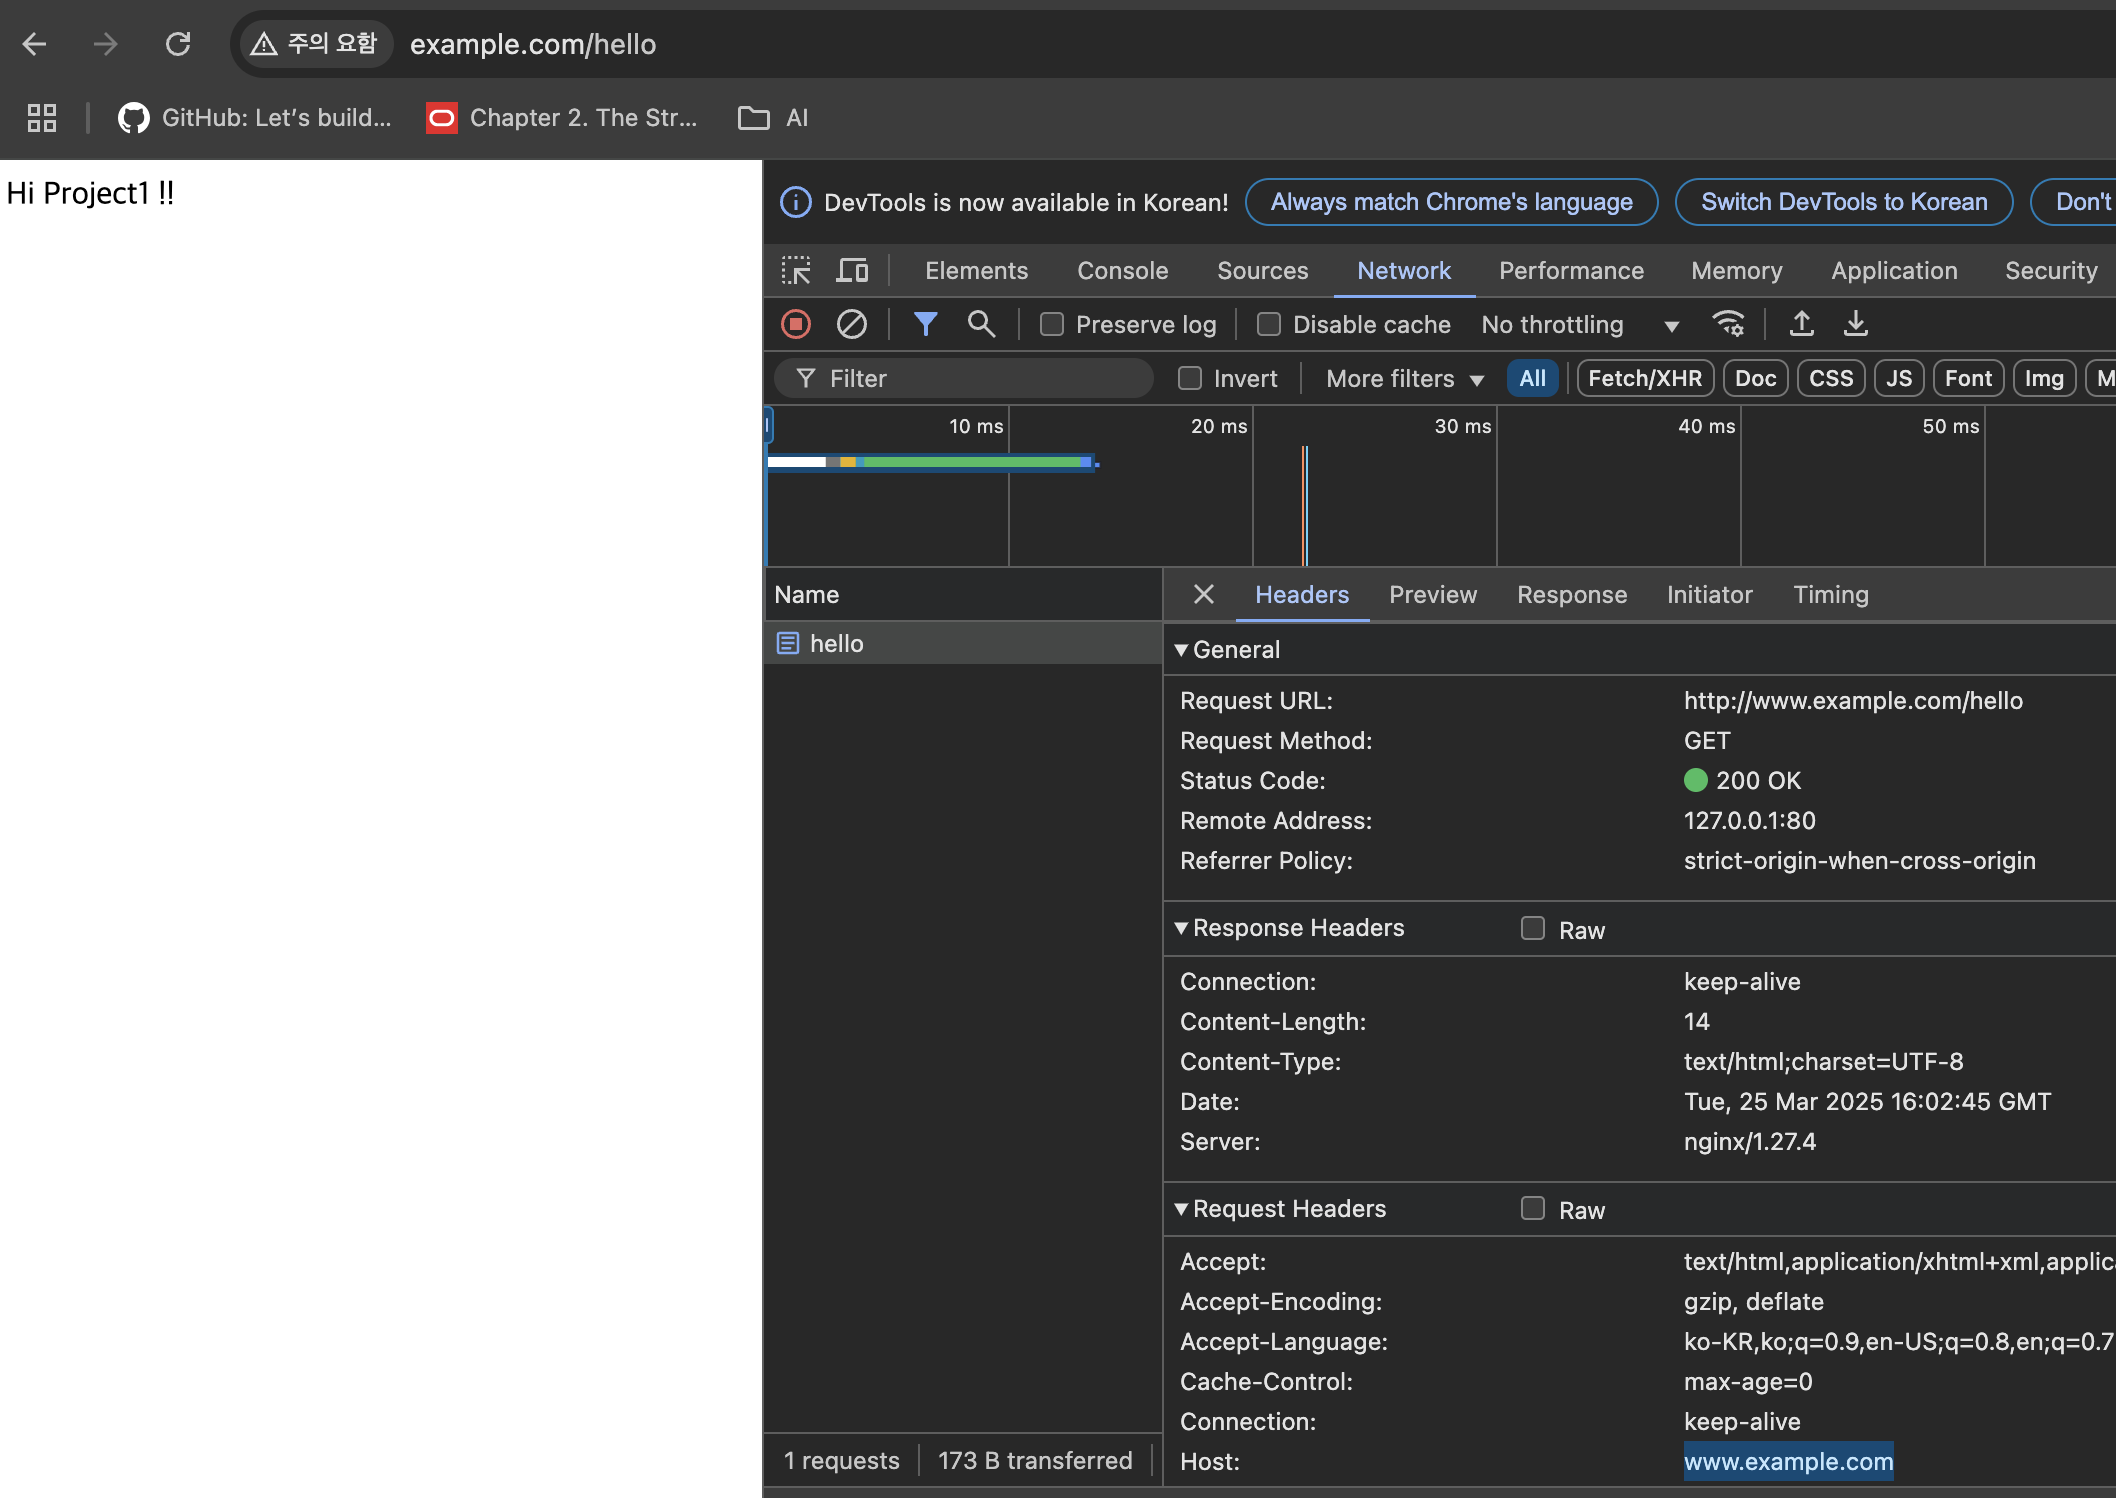 주의 요함 example.com/hello
GitHub: Let's build... Chapter 2. The Str... AI
Hi Project1 !!
DevTools is now available in Korean! Always match Chrome's language Switch DevTools to Korean Don't
Elements Console Sources Network Performance Memory Application Security
Preserve log Disable cache No throttling
Filter Invert More filters All Fetch/XHR Doc CSS JS Font Img M
10 ms 20 ms 30 ms 40 ms 50 ms
Name Headers Preview Response Initiator Timing
hello
General
Request URL: http://www.example.com/hello
Request Method: GET
Status Code: 200 OK
Remote Address: 127.0.0.1:80
Referrer Policy: strict-origin-when-cross-origin
Response Headers Raw
Connection: keep-alive
Content-Length: 14
Content-Type: text/html;charset=UTF-8
Date: Tue, 25 Mar 2025 16:02:45 GMT
Server: nginx/1.27.4
Request Headers Raw
Accept: text/html,application/xhtml+xml,applic
Accept-Encoding: gzip, deflate
Accept-Language: ko-KR,ko;q=0.9,en-US;q=0.8,en;q=0.7
Cache-Control: max-age=0
Connection: keep-alive
Host: www.example.com
1 requests 173 B transferred